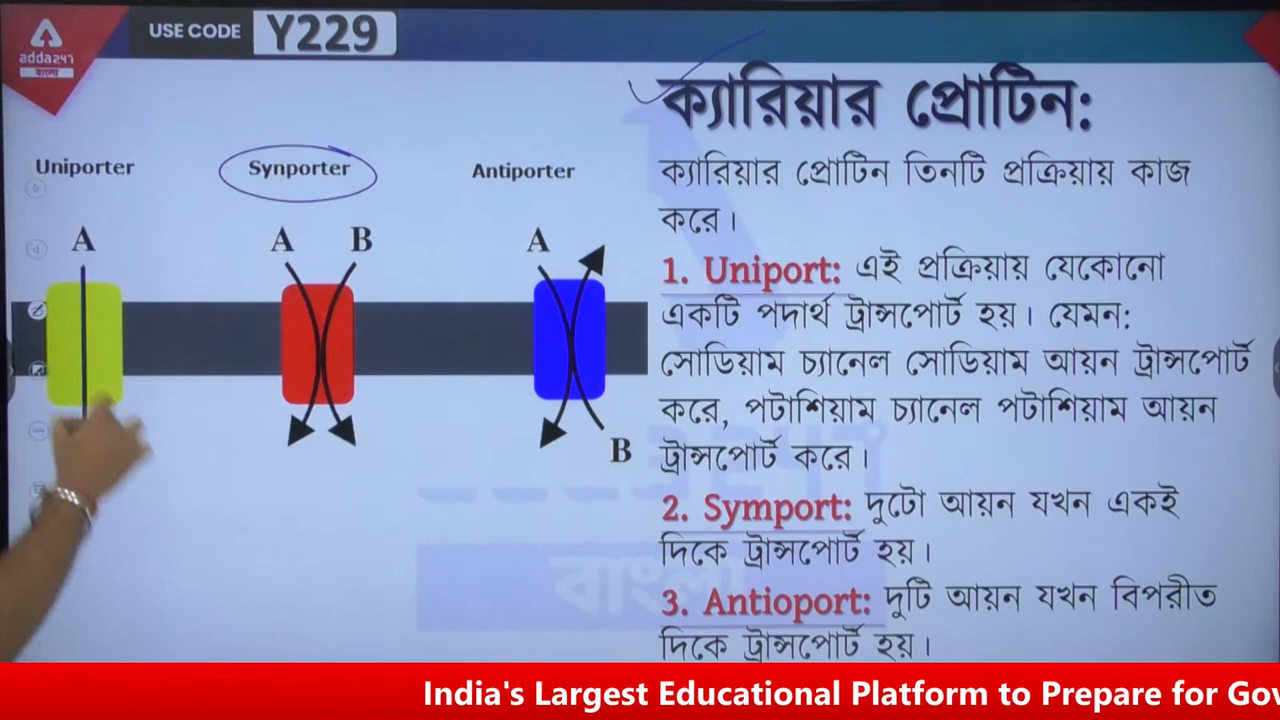 USE CODE Y229
adda247
বাংলা
ক্যারিয়ার প্রোটিন:
Uniporter
Synporter
Antiporter
A
A B
A
B
ক্যারিয়ার প্রোটিন তিনটি প্রক্রিয়ায় কাজ
করে।
1. Uniport: এই প্রক্রিয়ায় যেকোনো
একটি পদার্থ ট্রান্সপোর্ট হয়। যেমন:
সোডিয়াম চ্যানেল সোডিয়াম আয়ন ট্রান্সপোর্ট
করে, পটাশিয়াম চ্যানেল পটাশিয়াম আয়ন
ট্রান্সপোর্ট করে।
2. Symport: দুটো আয়ন যখন একই
দিকে ট্রান্সপোর্ট হয়।
3. Antioport: দুটি আয়ন যখন বিপরীত
দিকে ট্রান্সপোর্ট হয়।
বাংলা
India's Largest Educational Platform to Prepare for Gov